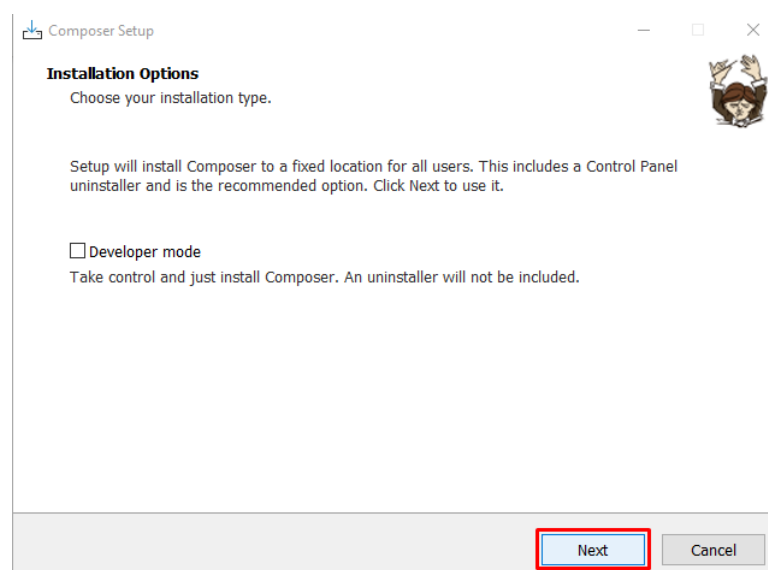 Composer Setup
Installation Options
Choose your installation type.
Setup will install Composer to a fixed location for all users. This includes a Control Panel
uninstaller and is the recommended option. Click Next to use it.
Developer mode
Take control and just install Composer. An uninstaller will not be included.
Next
Cancel